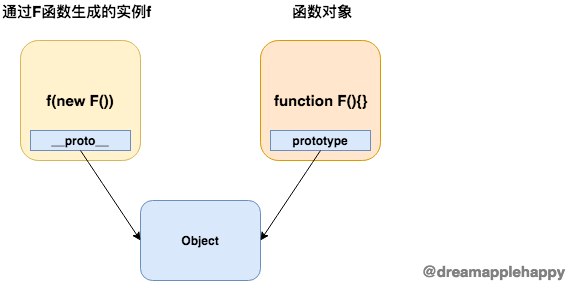 通过F函数生成的实例f
函数对象
f(new F())
function F(){}
__proto__
prototype
Object
@dreamapplehappy